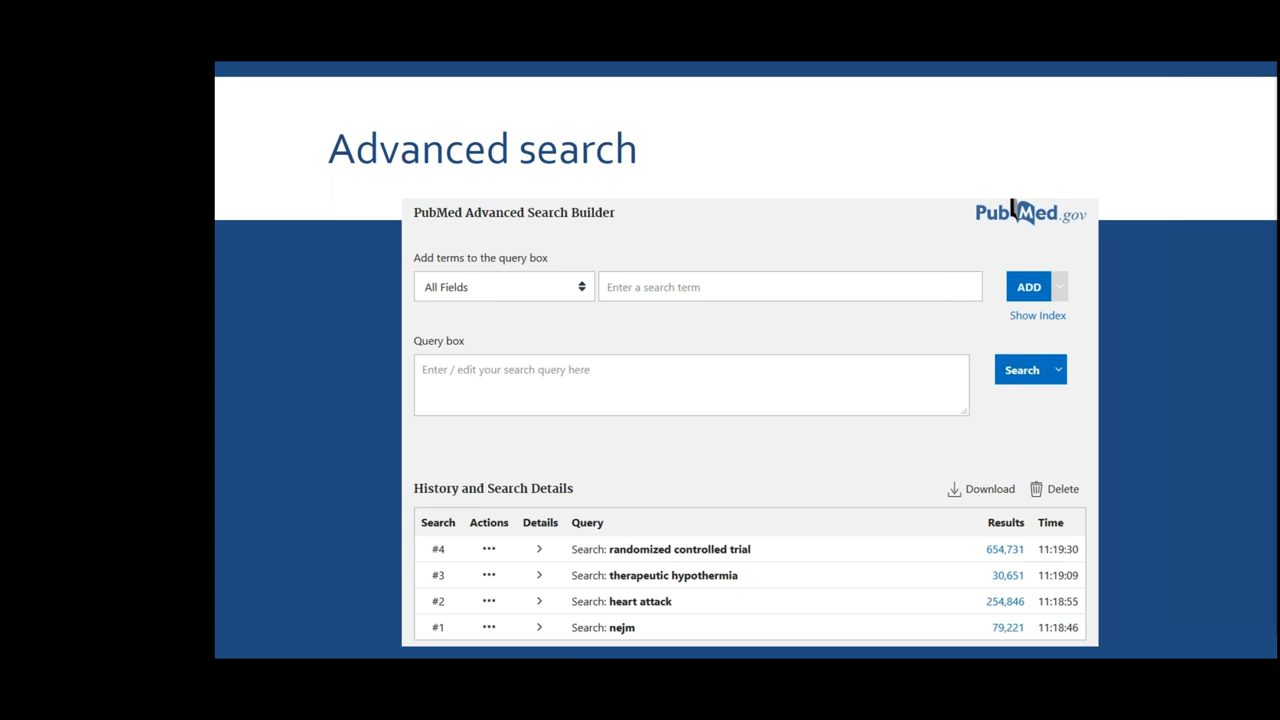 Advanced search
PubMed Advanced Search Builder
PubMed.gov
Add terms to the query box
All Fields
Enter a search term
ADD
Show Index
Query box
Enter / edit your search query here
Search
History and Search Details
Download
Delete
Search Actions Details Query Results Time
#4 ••• Search: randomized controlled trial 654,731 11:19:30
#3 ••• Search: therapeutic hypothermia 30,651 11:19:09
#2 ••• Search: heart attack 254,846 11:18:55
#1 ••• Search: nejm 79,221 11:18:46